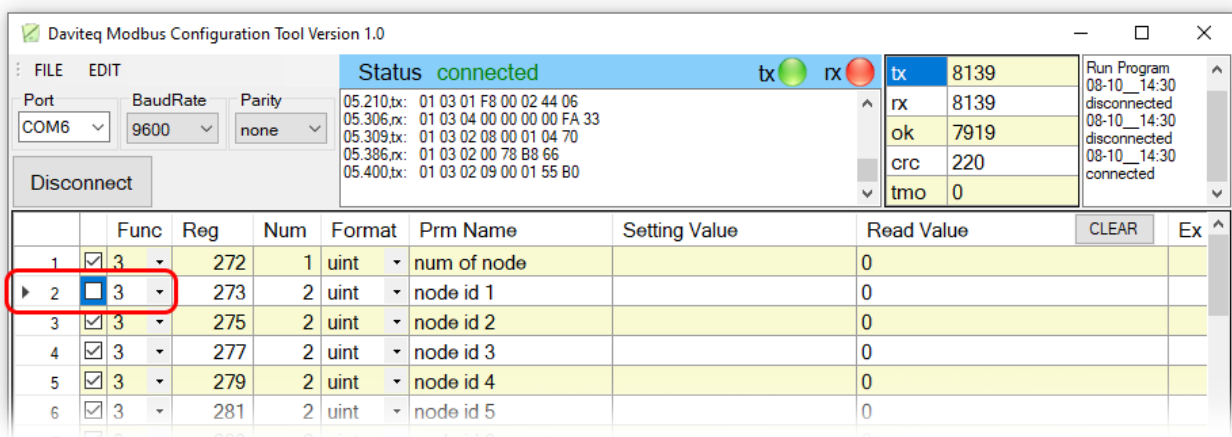 Daviteq Modbus Configuration Tool Version 1.0
FILE EDIT
Status connected tx rx
Port BaudRate Parity
COM6 9600 none
Disconnect
05.210,tx: 01 03 01 F8 00 02 44 06
05.306,rx: 01 03 04 00 00 00 00 FA 33
05.309,tx: 01 03 02 08 00 01 04 70
05.386,rx: 01 03 02 00 78 B8 66
05.400,tx: 01 03 02 09 00 01 55 B0
tx 8139
rx 8139
ok 7919
crc 220
tmo 0
Run Program
08-10__14:30
disconnected
08-10__14:30
disconnected
08-10__14:30
connected
Func Reg Num Format Prm Name Setting Value Read Value CLEAR Ex
1 3 272 1 uint num of node 0
2 3 273 2 uint node id 1 0
3 3 275 2 uint node id 2 0
4 3 277 2 uint node id 3 0
5 3 279 2 uint node id 4 0
6 3 281 2 uint node id 5 0